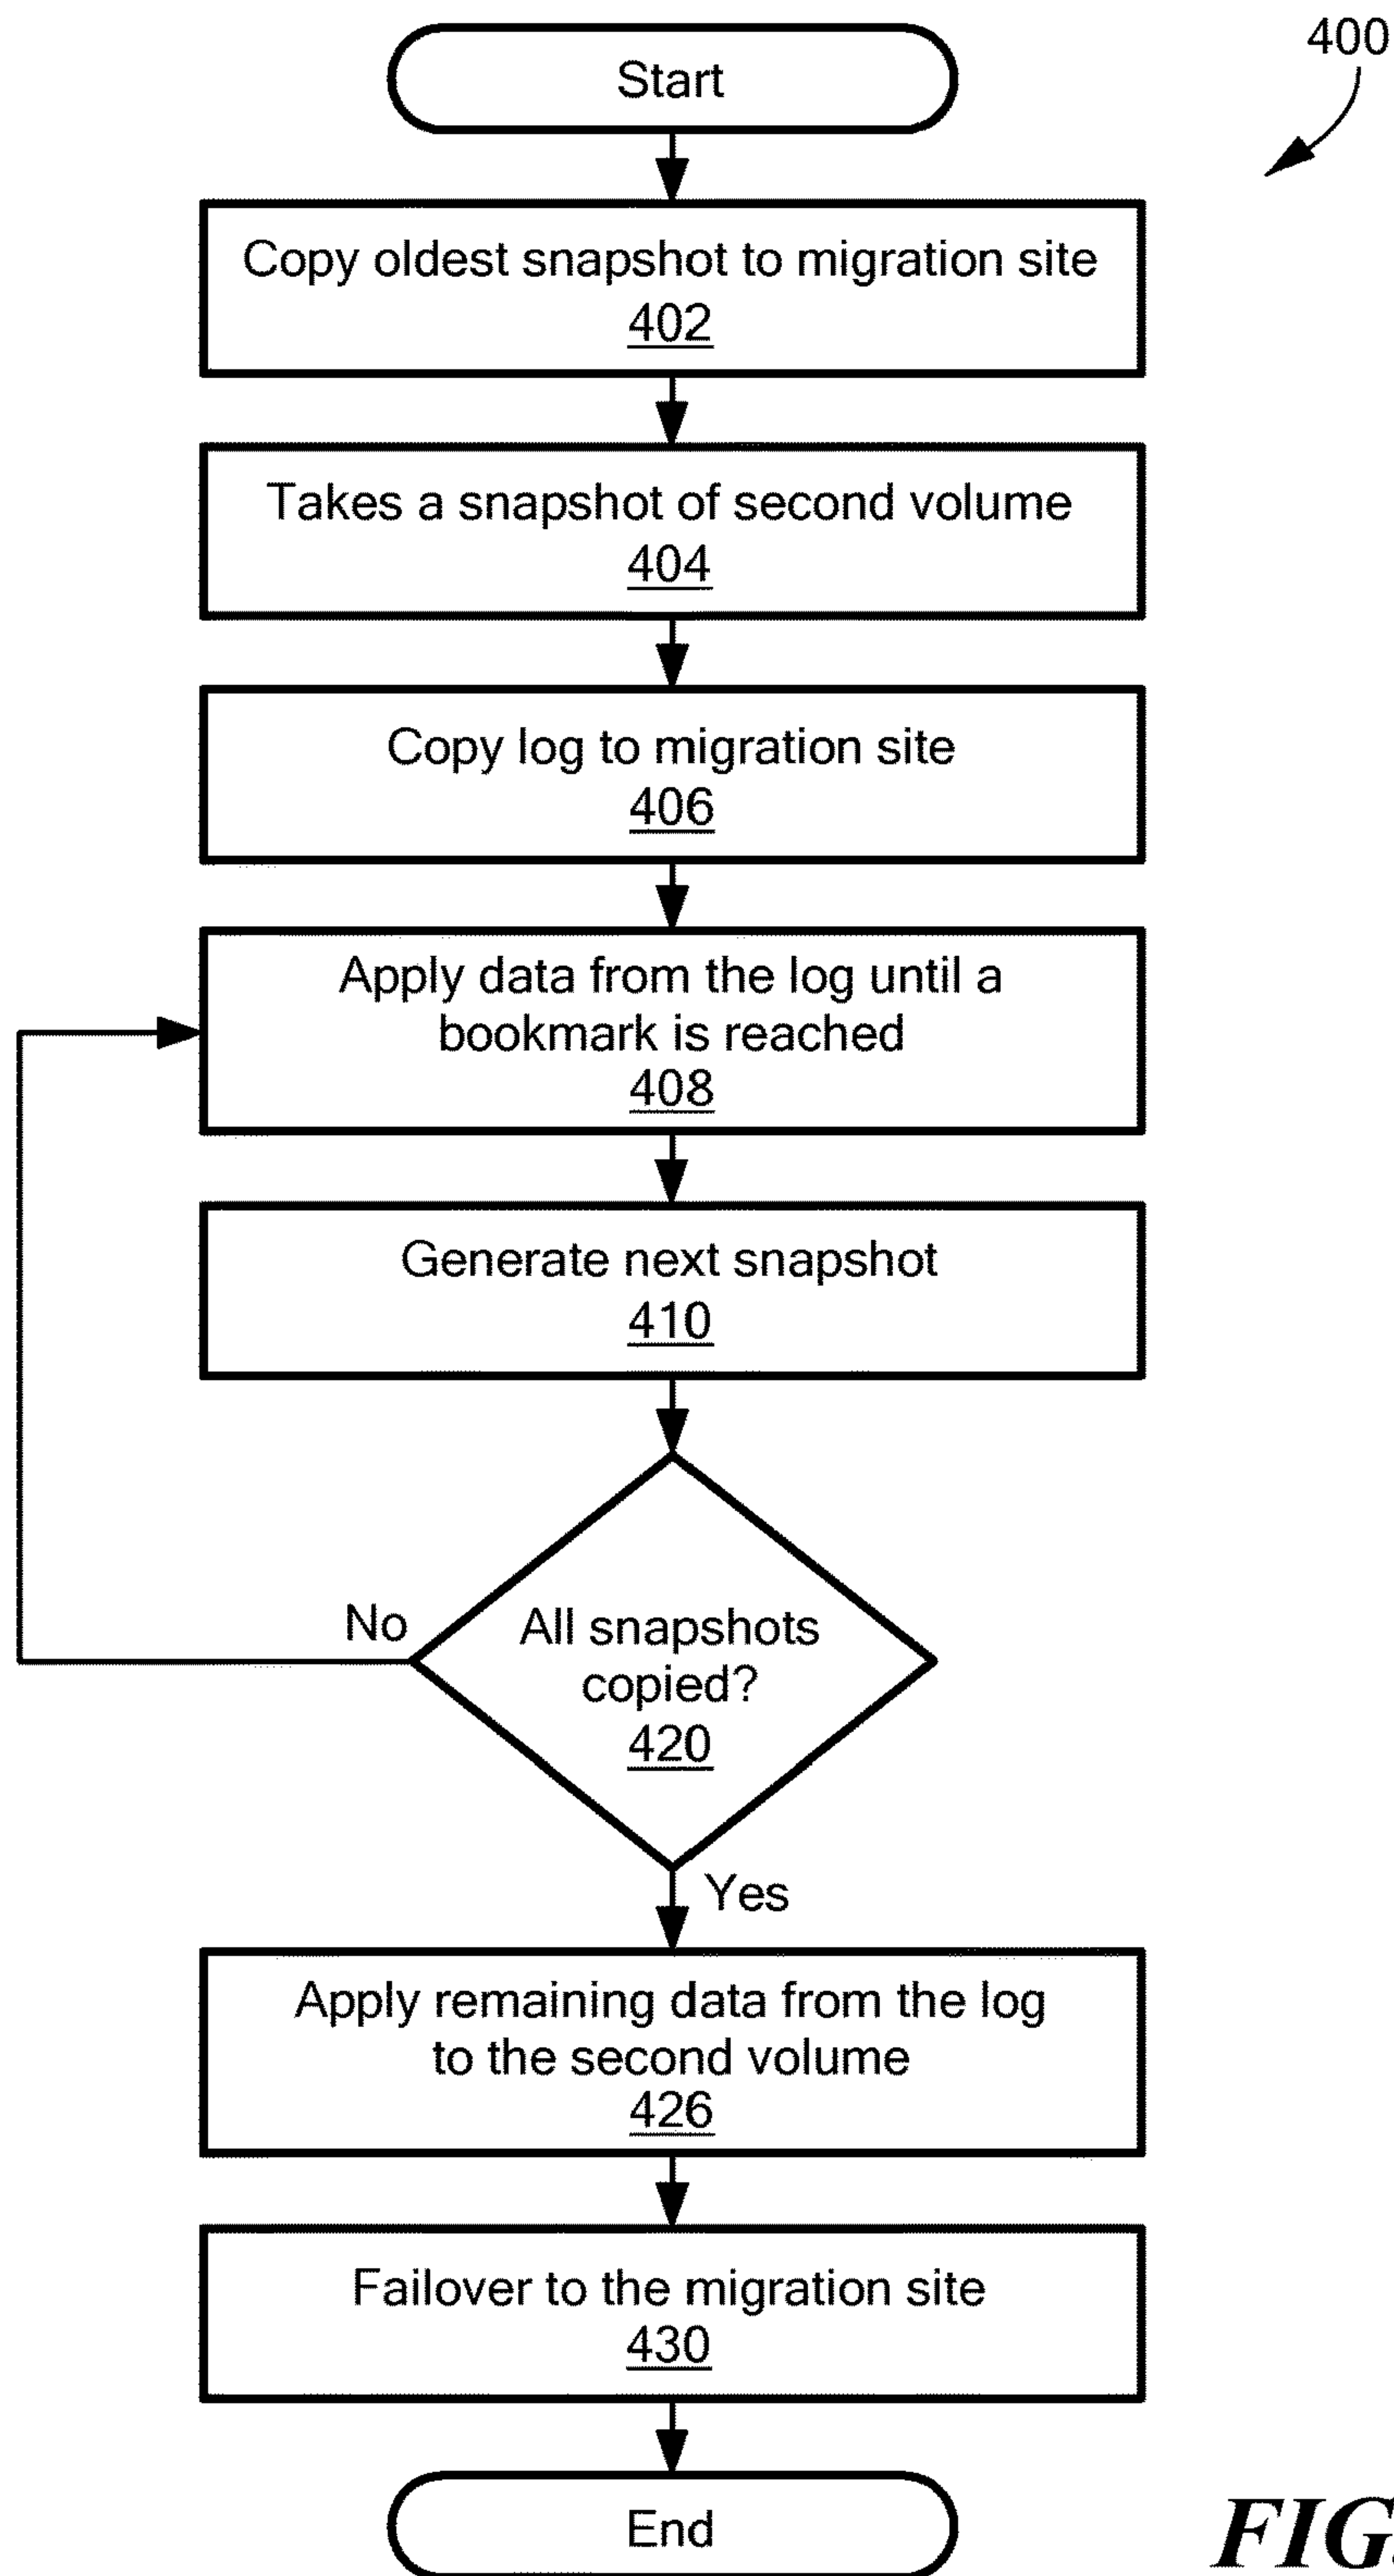 400
Start
Copy oldest snapshot to migration site
402
Takes a snapshot of second volume
404
Copy log to migration site
406
Apply data from the log until a
bookmark is reached
408
Generate next snapshot
410
No
All snapshots
copied?
420
Yes
Apply remaining data from the log
to the second volume
426
Failover to the migration site
430
End
FIG.